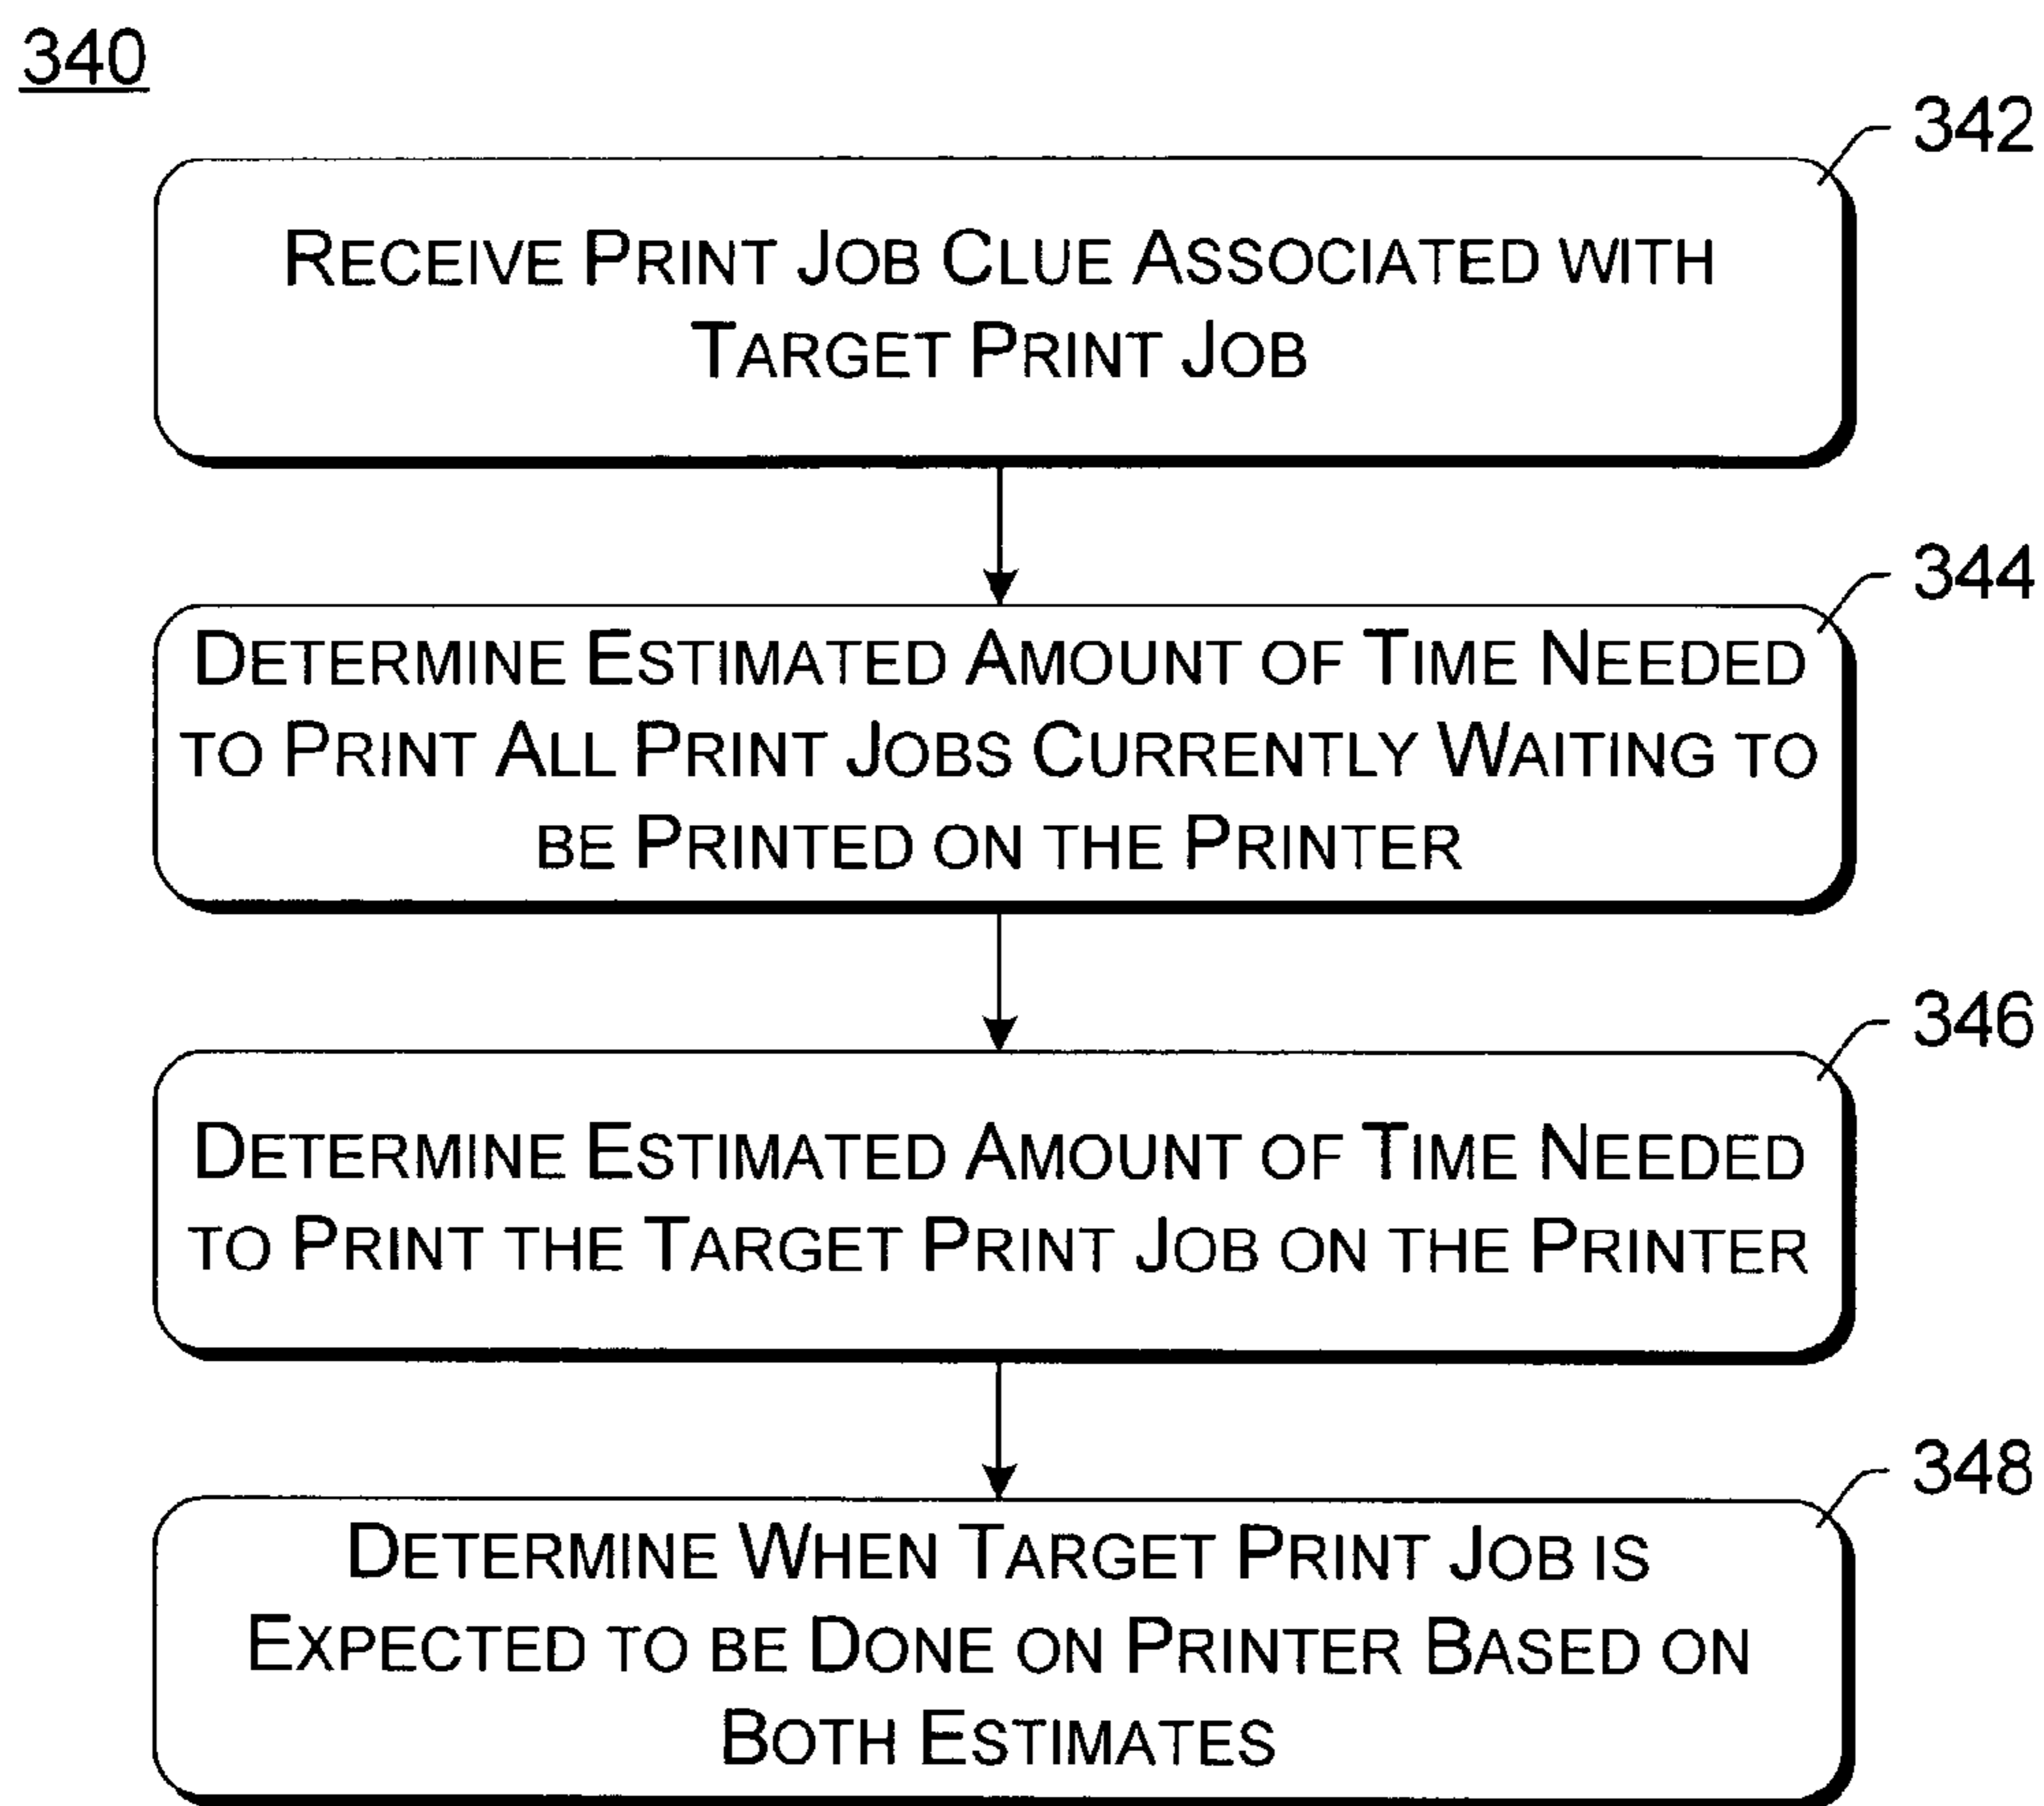 340
342
RECEIVE PRINT JOB CLUE ASSOCIATED WITH
TARGET PRINT JOB
344
DETERMINE ESTIMATED AMOUNT OF TIME NEEDED
TO PRINT ALL PRINT JOBS CURRENTLY WAITING TO
BE PRINTED ON THE PRINTER
346
DETERMINE ESTIMATED AMOUNT OF TIME NEEDED
TO PRINT THE TARGET PRINT JOB ON THE PRINTER
348
DETERMINE WHEN TARGET PRINT JOB IS
EXPECTED TO BE DONE ON PRINTER BASED ON
BOTH ESTIMATES